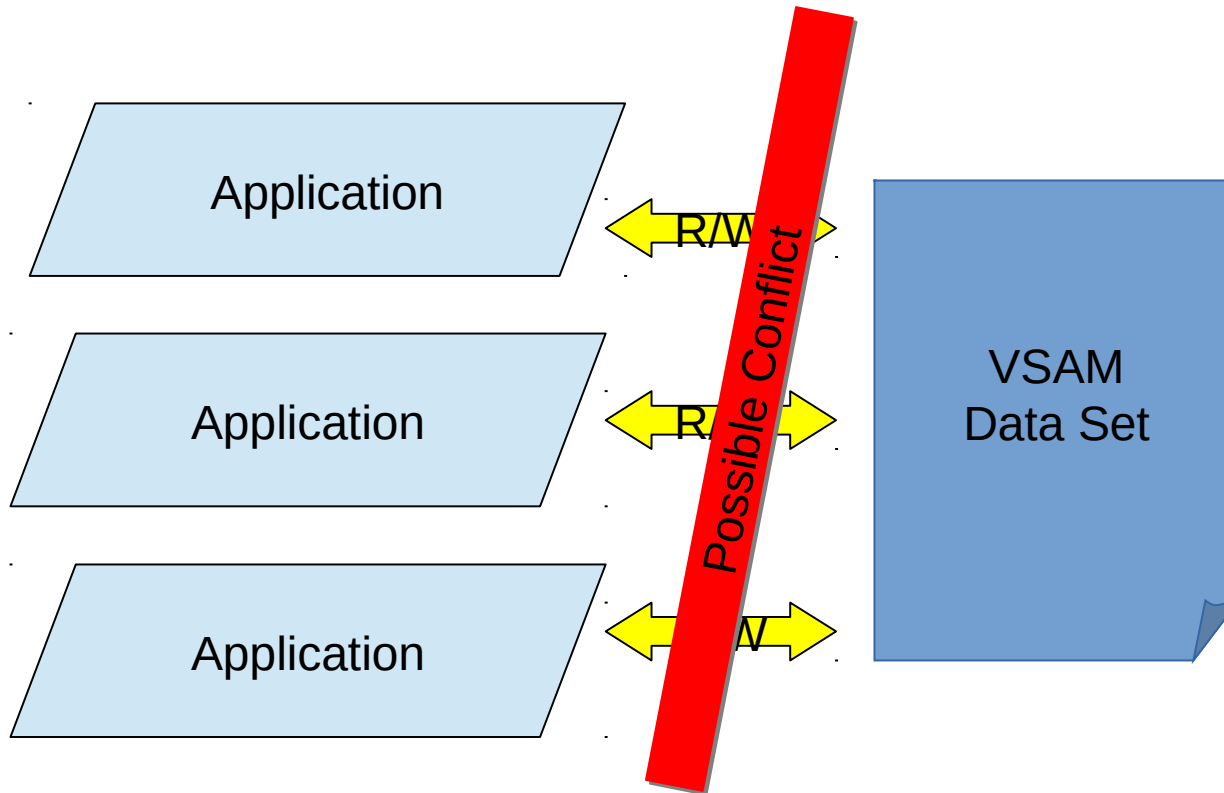 Application
R/W
Possible Conflict
VSAM
Data Set
Application
R/
Application
W